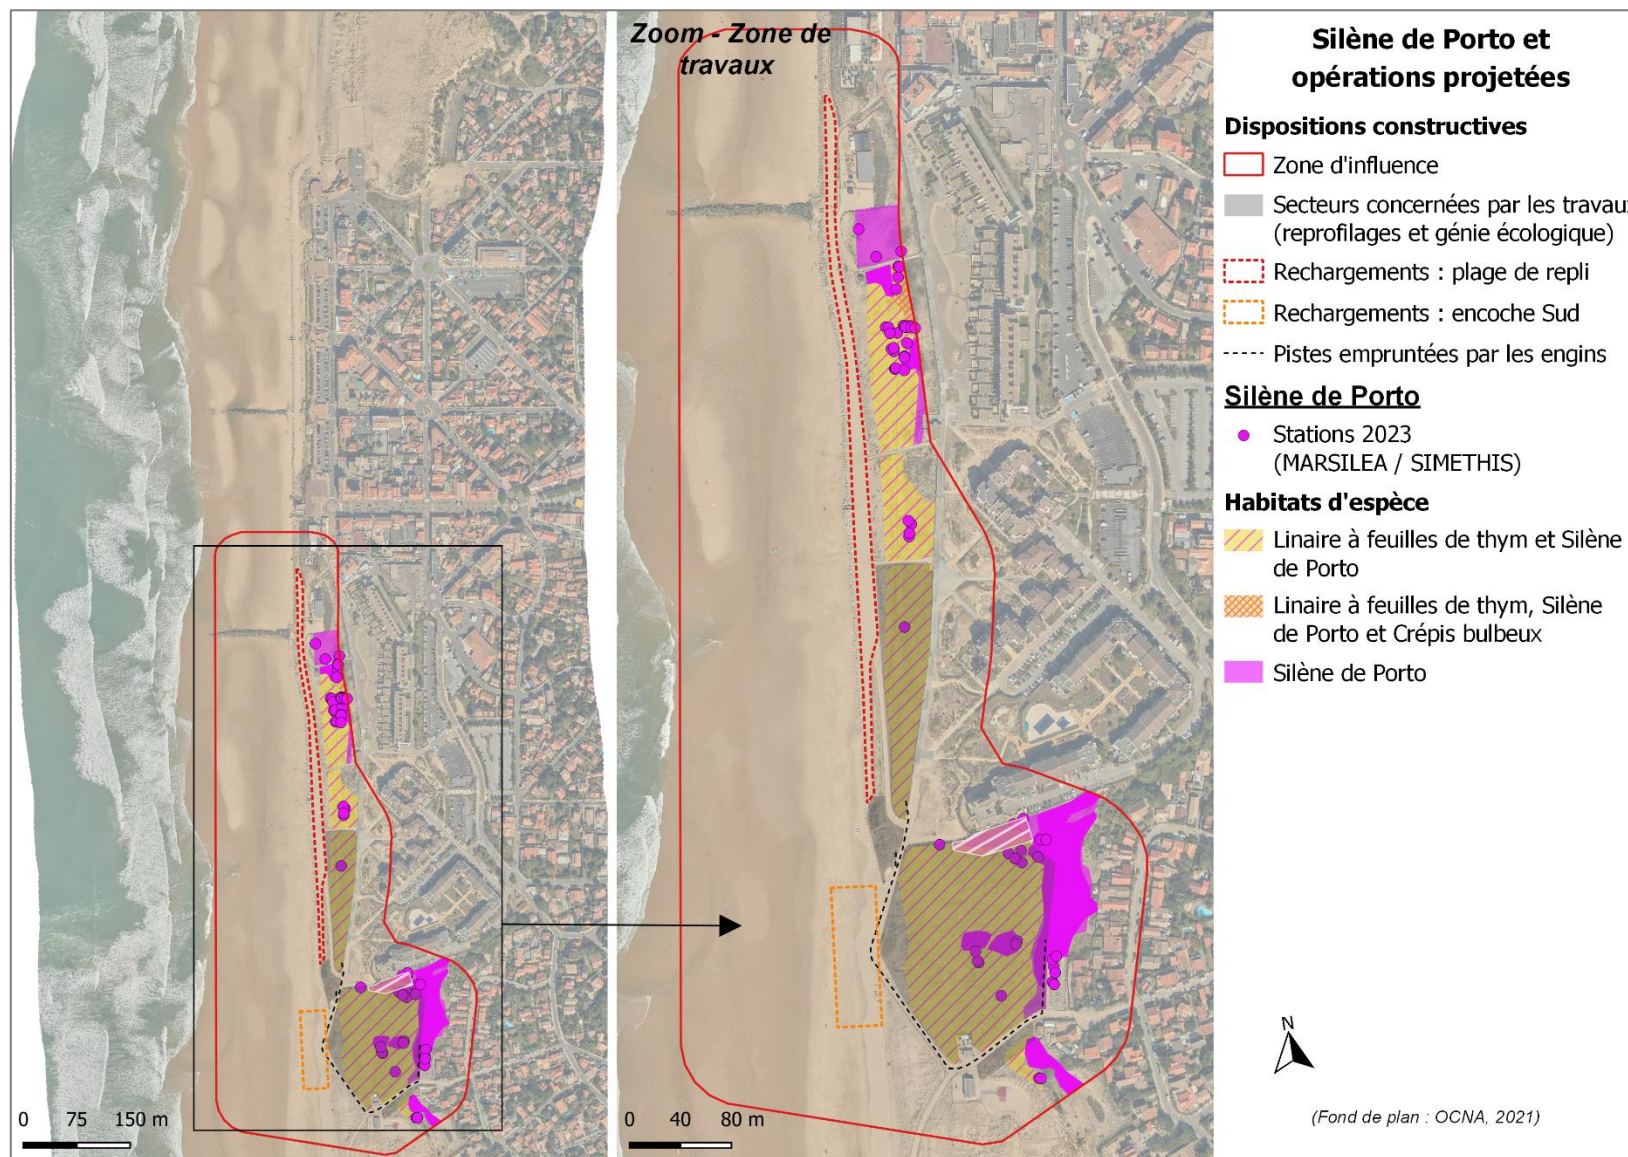 Zoom - Zone de
travaux
Silène de Porto et
opérations projetées
Dispositions constructives
Zone d'influence
Secteurs concernées par les travaux
(reprofilages et génie écologique)
Rechargements : plage de repli
Rechargements : encoche Sud
Pistes empruntées par les engins
Silène de Porto
Stations 2023
(MARSILEA / SIMETHIS)
Habitats d'espèce
Linaire à feuilles de thym et Silène
de Porto
Linaire à feuilles de thym, Silène
de Porto et Crépis bulbeux
Silène de Porto
N
(Fond de plan : OCNA, 2021)
0 75 150 m
0 40 80 m